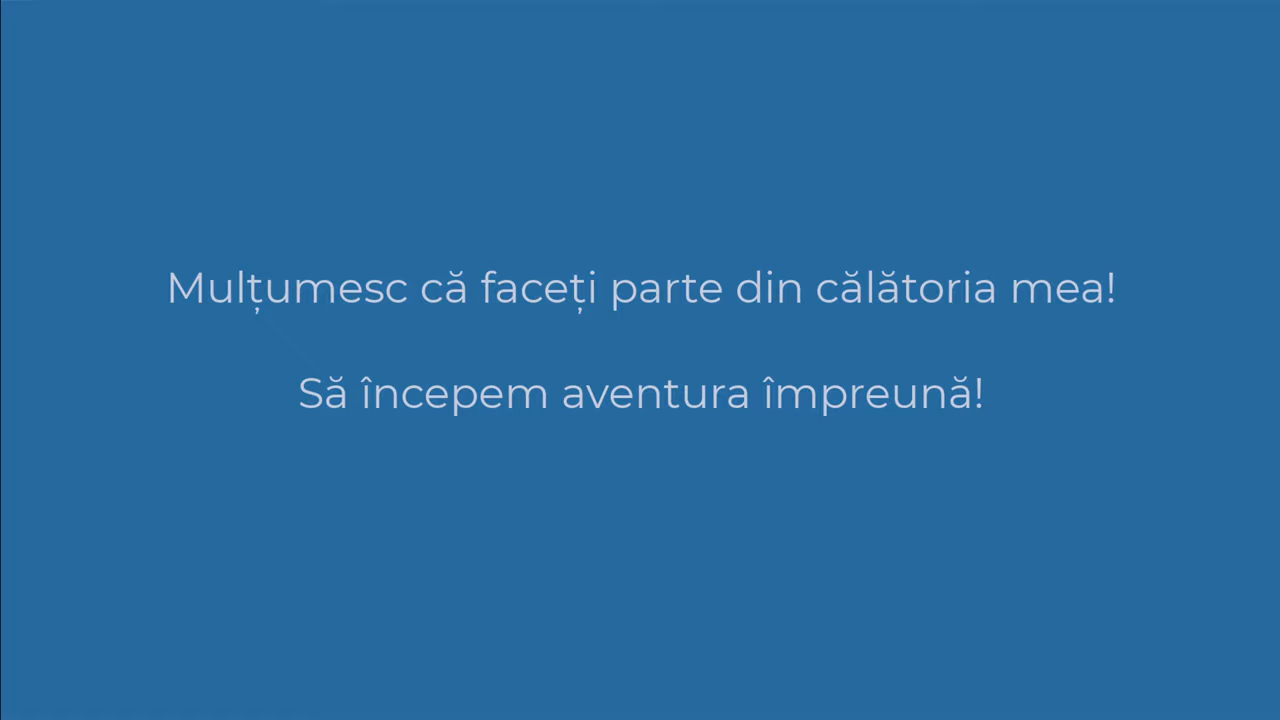 Mulțumesc că faceți parte din călătoria mea!
Să începem aventura împreună!